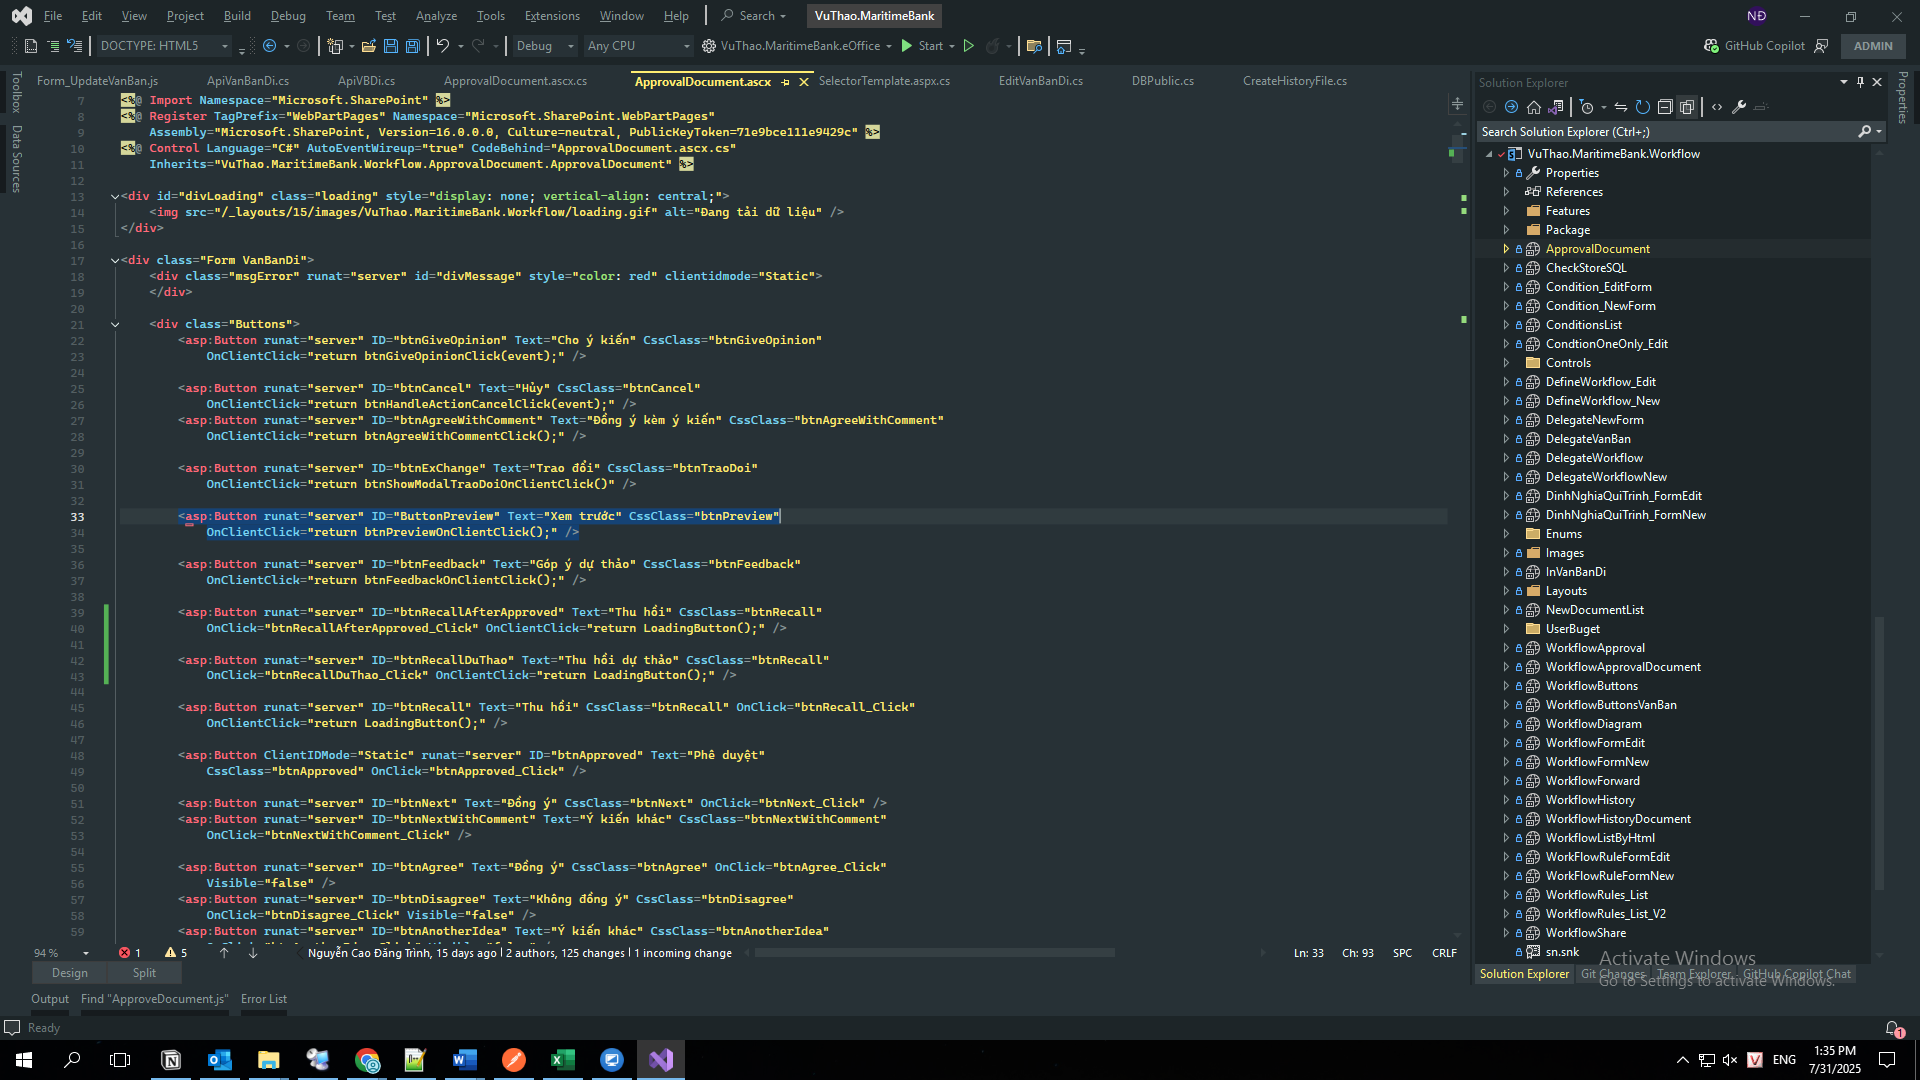 File Edit View Project Build Debug Team Test Analyze Tools Extensions Window Help Search VuThao.MaritimeBank NĐ
DOCTYPE: HTML5 Debug Any CPU VuThao.MaritimeBank.eOffice Start GitHub Copilot ADMIN
Form_UpdateVanBan.js ApiVanBanDi.cs ApiVBDi.cs ApprovalDocument.ascx.cs ApprovalDocument.ascx SelectorTemplate.aspx.cs EditVanBanDi.cs DBPublic.cs CreateHistoryFile.cs
Toolbox
Data Sources
7 <%@ Import Namespace="Microsoft.SharePoint" %>
8 <%@ Register TagPrefix="WebPartPages" Namespace="Microsoft.SharePoint.WebPartPages"
9 Assembly="Microsoft.SharePoint, Version=16.0.0.0, Culture=neutral, PublicKeyToken=71e9bce111e9429c" %>
10 <%@ Control Language="C#" AutoEventWireup="true" CodeBehind="ApprovalDocument.ascx.cs"
11 Inherits="VuThao.MaritimeBank.Workflow.ApprovalDocument.ApprovalDocument" %>
12
13 <div id="divLoading" class="loading" style="display: none; vertical-align: central;">
14 <img src="/_layouts/15/images/VuThao.MaritimeBank.Workflow/loading.gif" alt="Đang tải dữ liệu" />
15 </div>
16
17 <div class="Form VanBanDi">
18 <div class="msgError" runat="server" id="divMessage" style="color: red" clientidmode="Static">
19 </div>
20
21 <div class="Buttons">
22 <asp:Button runat="server" ID="btnGiveOpinion" Text="Cho ý kiến" CssClass="btnGiveOpinion"
23 OnClientClick="return btnGiveOpinionClick(event);" />
24
25 <asp:Button runat="server" ID="btnCancel" Text="Hủy" CssClass="btnCancel"
26 OnClientClick="return btnHandleActionCancelClick(event);" />
27 <asp:Button runat="server" ID="btnAgreeWithComment" Text="Đồng ý kèm ý kiến" CssClass="btnAgreeWithComment"
28 OnClientClick="return btnAgreeWithCommentClick();" />
29
30 <asp:Button runat="server" ID="btnExChange" Text="Trao đổi" CssClass="btnTraoDoi"
31 OnClientClick="return btnShowModalTraoDoiOnClientClick()" />
32
33 <asp:Button runat="server" ID="ButtonPreview" Text="Xem trước" CssClass="btnPreview"
34 OnClientClick="return btnPreviewOnClientClick();" />
35
36 <asp:Button runat="server" ID="btnFeedback" Text="Góp ý dự thảo" CssClass="btnFeedback"
37 OnClientClick="return btnFeedbackOnClientClick();" />
38
39 <asp:Button runat="server" ID="btnRecallAfterApproved" Text="Thu hồi" CssClass="btnRecall"
40 OnClick="btnRecallAfterApproved_Click" OnClientClick="return LoadingButton();" />
41
42 <asp:Button runat="server" ID="btnRecallDuThao" Text="Thu hồi dự thảo" CssClass="btnRecall"
43 OnClick="btnRecallDuThao_Click" OnClientClick="return LoadingButton();" />
44
45 <asp:Button runat="server" ID="btnRecall" Text="Thu hồi" CssClass="btnRecall" OnClick="btnRecall_Click"
46 OnClientClick="return LoadingButton();" />
47
48 <asp:Button ClientIDMode="Static" runat="server" ID="btnApproved" Text="Phê duyệt"
49 CssClass="btnApproved" OnClick="btnApproved_Click" />
50
51 <asp:Button runat="server" ID="btnNext" Text="Đồng ý" CssClass="btnNext" OnClick="btnNext_Click" />
52 <asp:Button runat="server" ID="btnNextWithComment" Text="Ý kiến khác" CssClass="btnNextWithComment"
53 OnClick="btnNextWithComment_Click" />
54
55 <asp:Button runat="server" ID="btnAgree" Text="Đồng ý" CssClass="btnAgree" OnClick="btnAgree_Click"
56 Visible="false" />
57 <asp:Button runat="server" ID="btnDisagree" Text="Không đồng ý" CssClass="btnDisagree"
58 OnClick="btnDisagree_Click" Visible="false" />
59 <asp:Button runat="server" ID="btnAnotherIdea" Text="Ý kiến khác" CssClass="btnAnotherIdea"
94 % 1 5 Nguyễn Cao Đăng Trình, 15 days ago | 2 authors, 125 changes | 1 incoming change Ln: 33 Ch: 93 SPC CRLF
Design Split
Output Find "ApproveDocument.js" Error List
Ready
Solution Explorer
Search Solution Explorer (Ctrl+;)
VuThao.MaritimeBank.Workflow
Properties
References
Features
Package
ApprovalDocument
CheckStoreSQL
Condition_EditForm
Condition_NewForm
ConditionsList
CondtionOneOnly_Edit
Controls
DefineWorkflow_Edit
DefineWorkflow_New
DelegateNewForm
DelegateVanBan
DelegateWorkflow
DelegateWorkflowNew
DinhNghiaQuiTrinh_FormEdit
DinhNghiaQuiTrinh_FormNew
Enums
Images
InVanBanDi
Layouts
NewDocumentList
UserBuget
WorkflowApproval
WorkflowApprovalDocument
WorkflowButtons
WorkflowButtonsVanBan
WorkflowDiagram
WorkflowFormEdit
WorkflowFormNew
WorkflowForward
WorkflowHistory
WorkflowHistoryDocument
WorkflowListByHtml
WorkFlowRuleFormEdit
WorkFlowRuleFormNew
WorkflowRules_List
WorkflowRules_List_V2
WorkflowShare
sn.snk
Solution Explorer Git Changes Team Explorer GitHub Copilot Chat
Properties
Activate Windows
Go to Settings to activate Windows.
1
V ENG 1:35 PM
7/31/2025